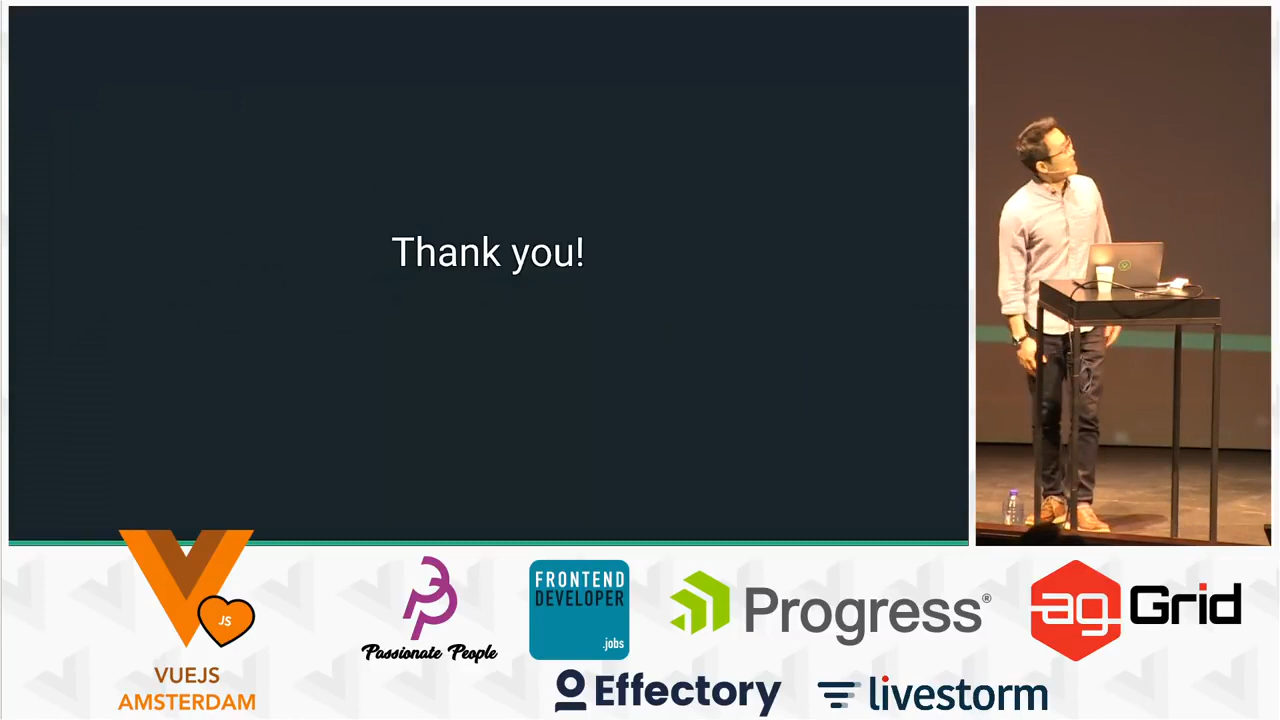 Thank you!
JS
VUEJS
AMSTERDAM
Passionate People
FRONTEND
DEVELOPER
.jobs
Progress®
ag Grid
Effectory
livestorm